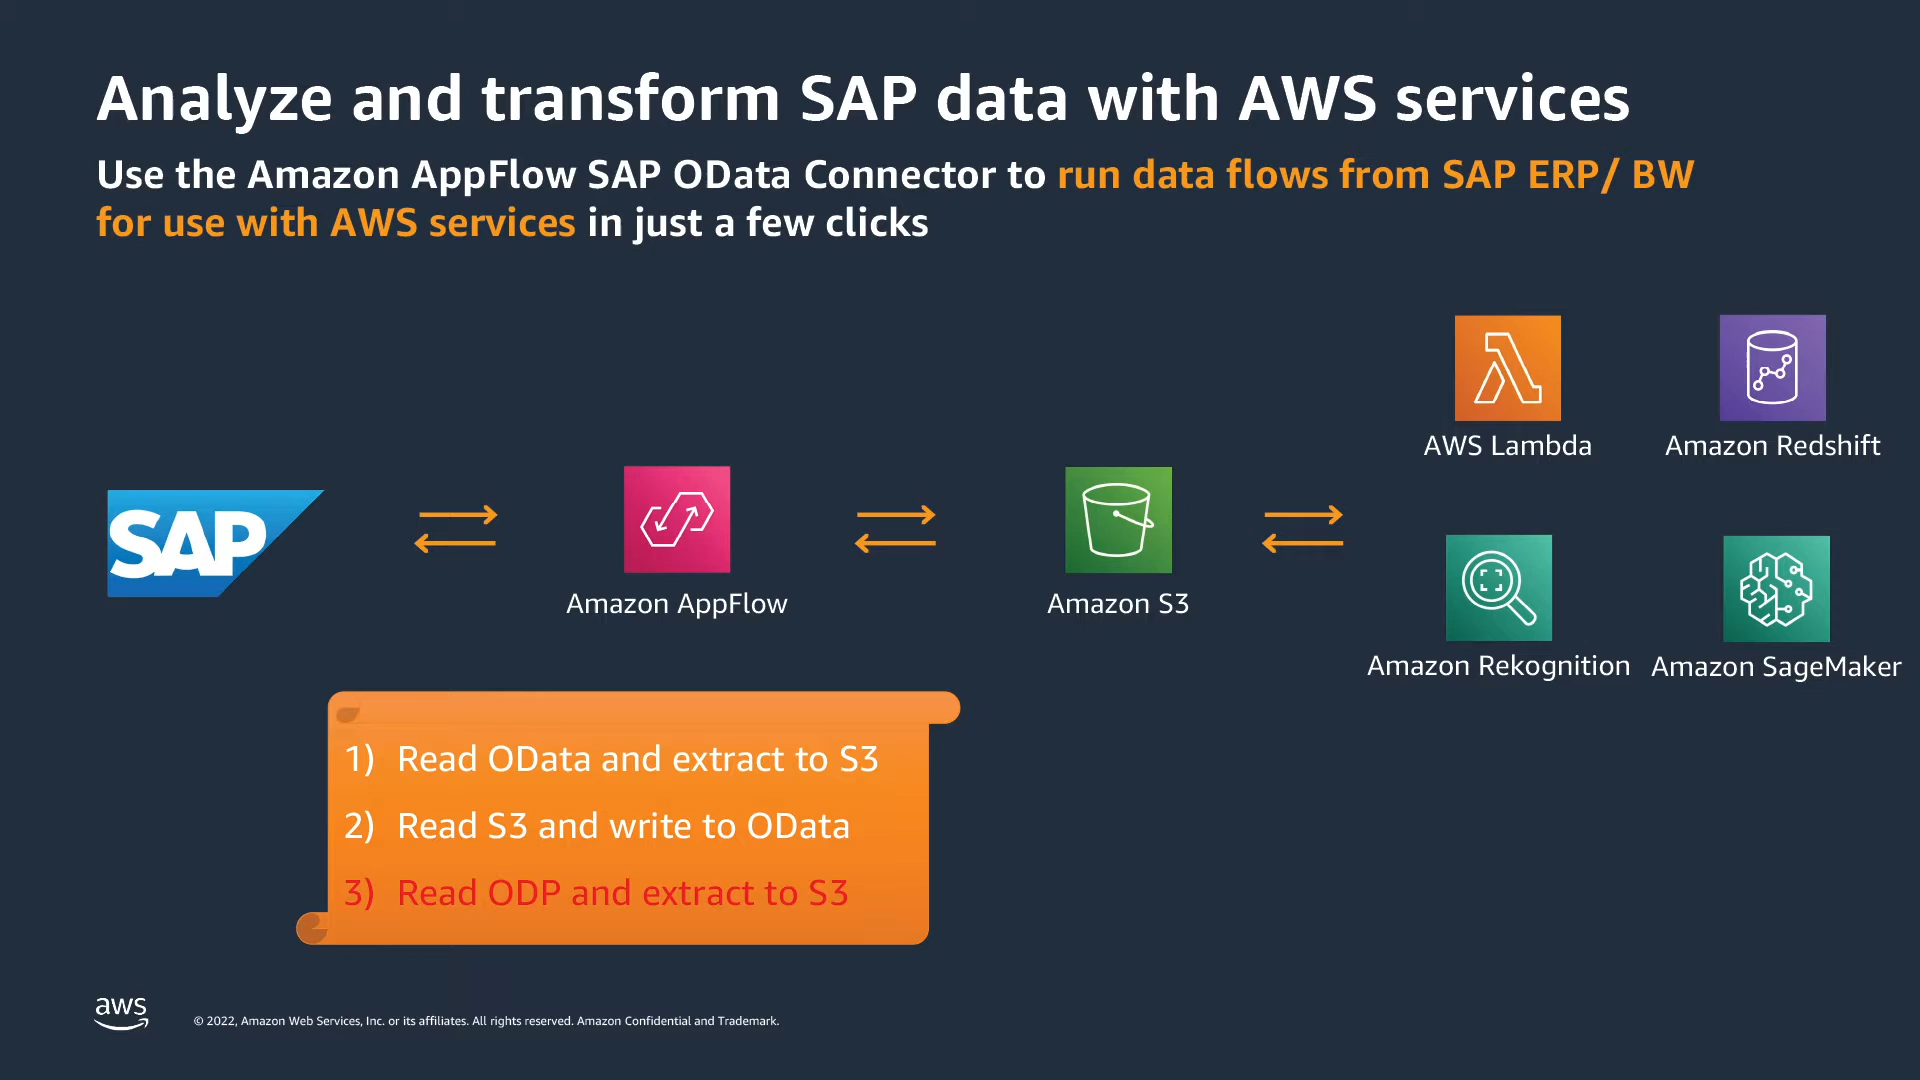 Analyze and transform SAP data with AWS services
Use the Amazon AppFlow SAP OData Connector to run data flows from SAP ERP/ BW
for use with AWS services in just a few clicks
AWS Lambda
Amazon Redshift
SAP
Amazon AppFlow
Amazon S3
Amazon Rekognition
Amazon SageMaker
1) Read OData and extract to S3
2) Read S3 and write to OData
3) Read ODP and extract to S3
aws
© 2022, Amazon Web Services, Inc. or its affiliates. All rights reserved. Amazon Confidential and Trademark.